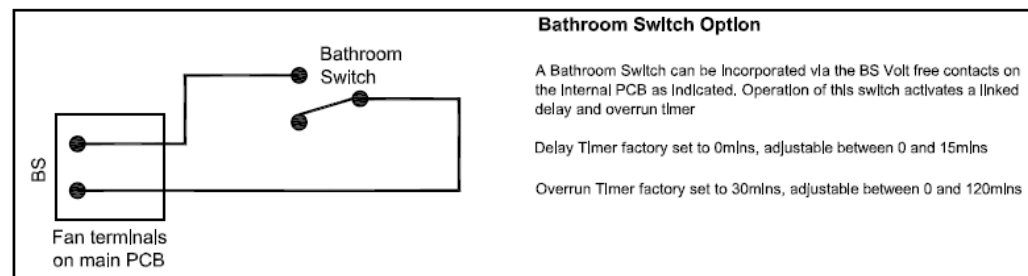 Bathroom Switch Option
Bathroom
Switch
A Bathroom Switch can be incorporated via the BS Volt free contacts on
the internal PCB as indicated. Operation of this switch activates a linked
delay and overrun timer
Delay Timer factory set to 0mins, adjustable between 0 and 15mins
Overrun Timer factory set to 30mins, adjustable between 0 and 120mins
BS
Fan terminals
on main PCB